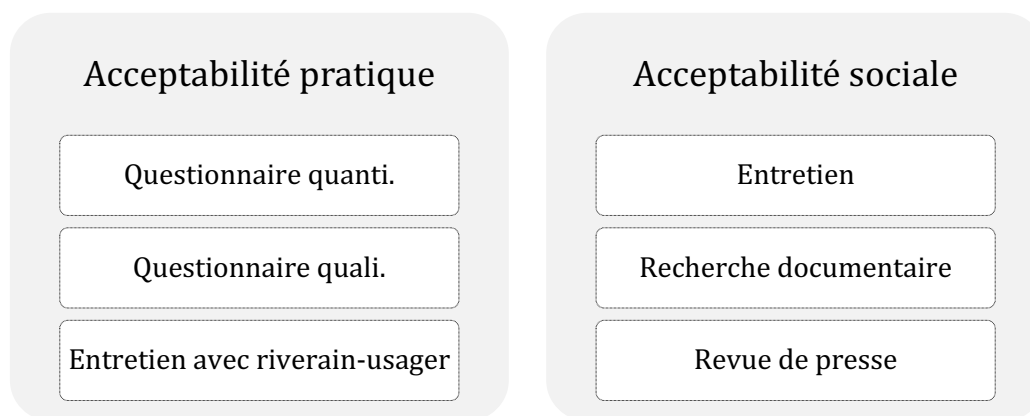 Acceptabilité pratique
Questionnaire quanti.
Questionnaire quali.
Entretien avec riverain-usager
Acceptabilité sociale
Entretien
Recherche documentaire
Revue de presse